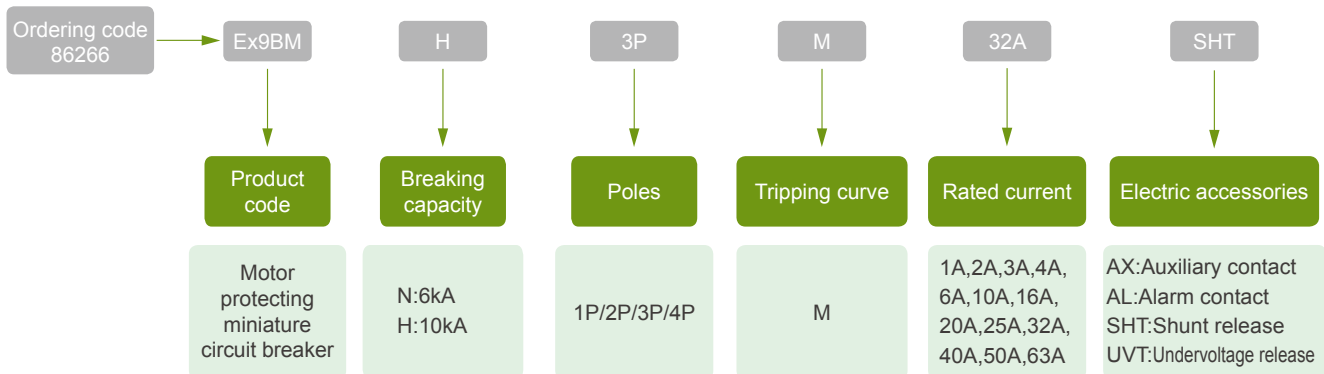 Ordering code
86266
Ex9BM
H
3P
M
32A
SHT
Product
code
Breaking
capacity
Poles
Tripping curve
Rated current
Electric accessories
Motor
protecting
miniature
circuit breaker
N:6kA
H:10kA
1P/2P/3P/4P
M
1A,2A,3A,4A,
6A,10A,16A,
20A,25A,32A,
40A,50A,63A
AX:Auxiliary contact
AL:Alarm contact
SHT:Shunt release
UVT:Undervoltage release